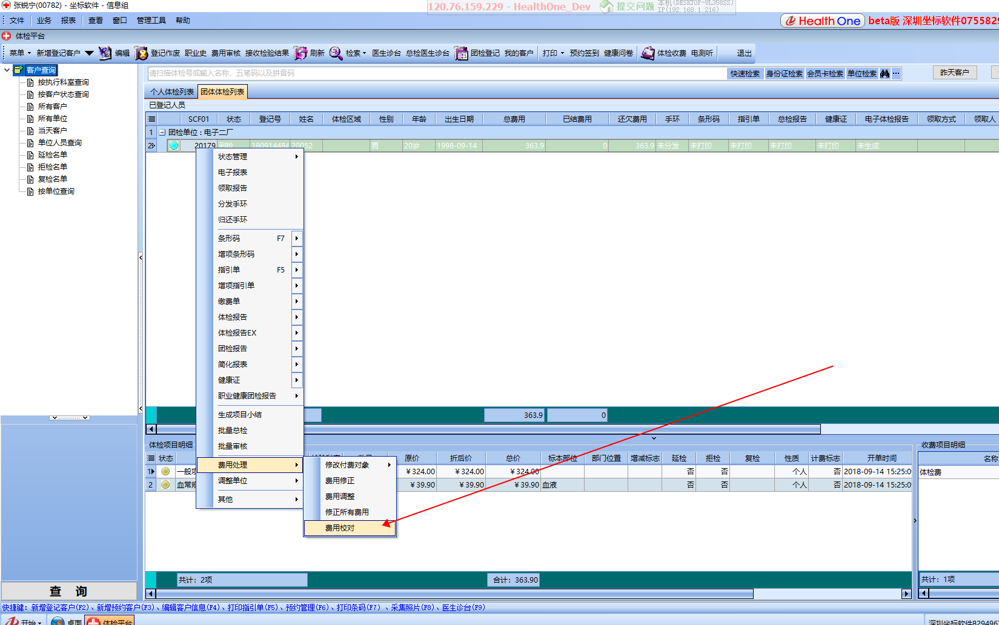 张锐宁(00782) - 坐标软件 - 信息组
120.76.159.229 - HealthOne_Dev
提交问题
本机(DESKTOP-UL358SS)
IP(192.168.1.216)
文件 业务 报表 查看 窗口 管理工具 帮助
Health One
beta版 深圳坐标软件0755829
体检平台
菜单 新增登记客户 编辑 登记作废 职业史 费用审核 接收检验结果 刷新 检索 医生诊台 总检医生诊台 团检登记 我的客户 打印 预约签到 健康问卷 体检收费 电测听 退出
客户查询
按执行科室查询
按客户状态查询
所有客户
所有单位
当天客户
单位人员查询
延检名单
拒检名单
复检名单
按单位查询
请扫描体检号或输入名称，五笔码以及拼音码
快速检索 身份证检索 会员卡检索 单位检索 ...
昨天客户
个人体检列表 团体体检列表
已登记人员
SCF01 状态 登记号 姓名 体检区域 性别 年龄 出生日期 总费用 已结费用 还欠费用 手环 条形码 指引单 总检报告 健康证 电子体检报告 领取方式 领取人
1 团检单位 : 电子二厂
2 20179 副检 180914484 20052 男 20岁 1998-09-14 363.9 0 363.9 未分发 未打印 未打印 未打印 未打印 未生成
状态管理
电子报表
领取报告
分发手环
归还手环
条形码 F7
增项条形码
指引单 F5
增项指引单
缴费单
体检报告
体检报告EX
团检报告
简化报表
健康证
职业健康团检报告
生成项目小结
批量总检
批量审核
费用处理
调整单位
其他
修改付费对象
费用修正
费用调整
修正所有费用
费用校对
363.9 0
体检项目明细
状态 原价 折后价 总价 标本部位 部门位置 增减标志 延检 拒检 复检 性质 计费标志 开单时间
1 一般项 ￥324.00 ￥324.00 ￥324.00 否 否 个人 否 2018-09-14 15:25:0
2 血常规 ￥39.90 ￥39.90 ￥39.90 血液 否 否 个人 否 2018-09-14 15:25:0
共计: 2项 合计: 363.90
收费项目明细
名称
体检费
共计: 1项
查 询
快捷键: 新增登记客户(F2)、新增预约客户(F3)、编辑客户信息(F4)、打印指引单(F5)、预约管理(F6)、打印条码(F7) 、采集照片(F8)、医生诊台(F9)
开始 桌面 体检平台
深圳坐标软件829496